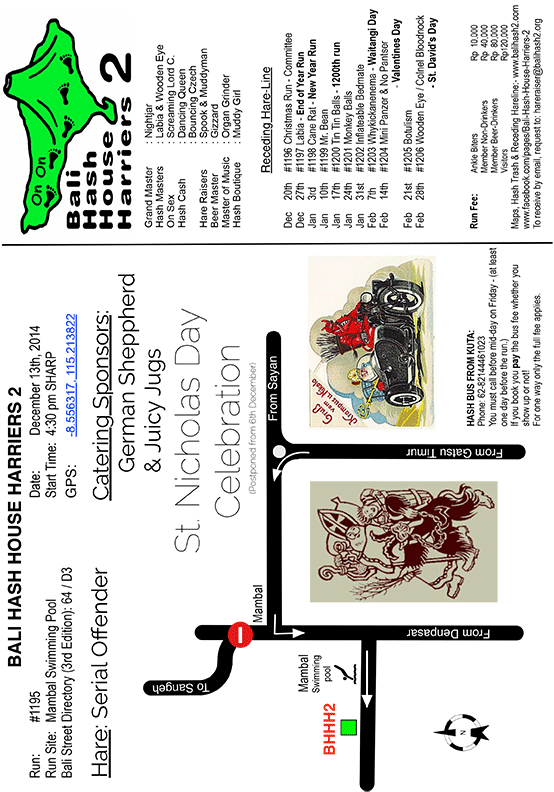 BALI HASH HOUSE HARRIERS 2
Run: #1195
Run Site: Mambal Swimming Pool
Bali Street Directory (3rd Edition): 64 / D3
Date: December 13th, 2014
Start Time: 4:30 pm SHARP
GPS: -8.556317, 115.213822
Hare: Serial Offender
Catering Sponsors:
German Sheppherd
& Juicy Jugs
St. Nicholas Day
Celebration
(Postponed from 6th December)
To Sangeh
Mambal
From Sayan
BHHH2
Mambal
Swimming
pool
From Denpasar
From Gatsu Timur
N
Gruß
vom
Krampus u. Niklo
HASH BUS FROM KUTA:
Phone: 62-82144461023
You must call before mid-day on Friday - (at least
one day before the run.)
If you book you pay the bus fee whether you
show up or not!
For one way only the full fee applies.
On On
Bali
Hash
House
Harriers 2
Grand Master : Nightjar
Hash Masters : Labia & Wooden Eye
On Sex : Screaming Lord C.
Hash Cash : Dancing Queen
: Bouncing Czech
Hare Raisers : Spook & Muddyman
Beer Master : Gizzard
Master of Music : Organ Grinder
Hash Boutique : Muddy Girl
Receding Hare-Line
Dec 20th #1196 Christmas Run - Committee
Dec 27th #1197 Labia - End of Year Run
Jan 3rd #1198 Cane Rat - New Year Run
Jan 10th #1199 Mr. Bean
Jan 17th #1200 Tin Tin Balls - 1200th run
Jan 24th #1201 Monkey Balls
Jan 31st #1202 Inflateable Bedmate
Feb 7th #1203 Whykickanenema - Waitangi Day
Feb 14th #1204 Mini Panzer & No Pantser
- Valentines Day
Feb 21st #1205 Botulism
Feb 28th #1206 Wooden Eye / Colinel Bloodnock
- St. David's Day
Run Fee: Ankle Biters Rp 10,000
Member Non-Drinkers Rp 40,000
Member Beer-Drinkers Rp 80,000
Visitors Rp120,000
Maps, Hash Trash & Receding Hareline:- www.balihash2.com
www.facebook.com/pages/Bali-Hash-House-Harriers-2
To receive by email, request to: hareraiser@balihash2.org